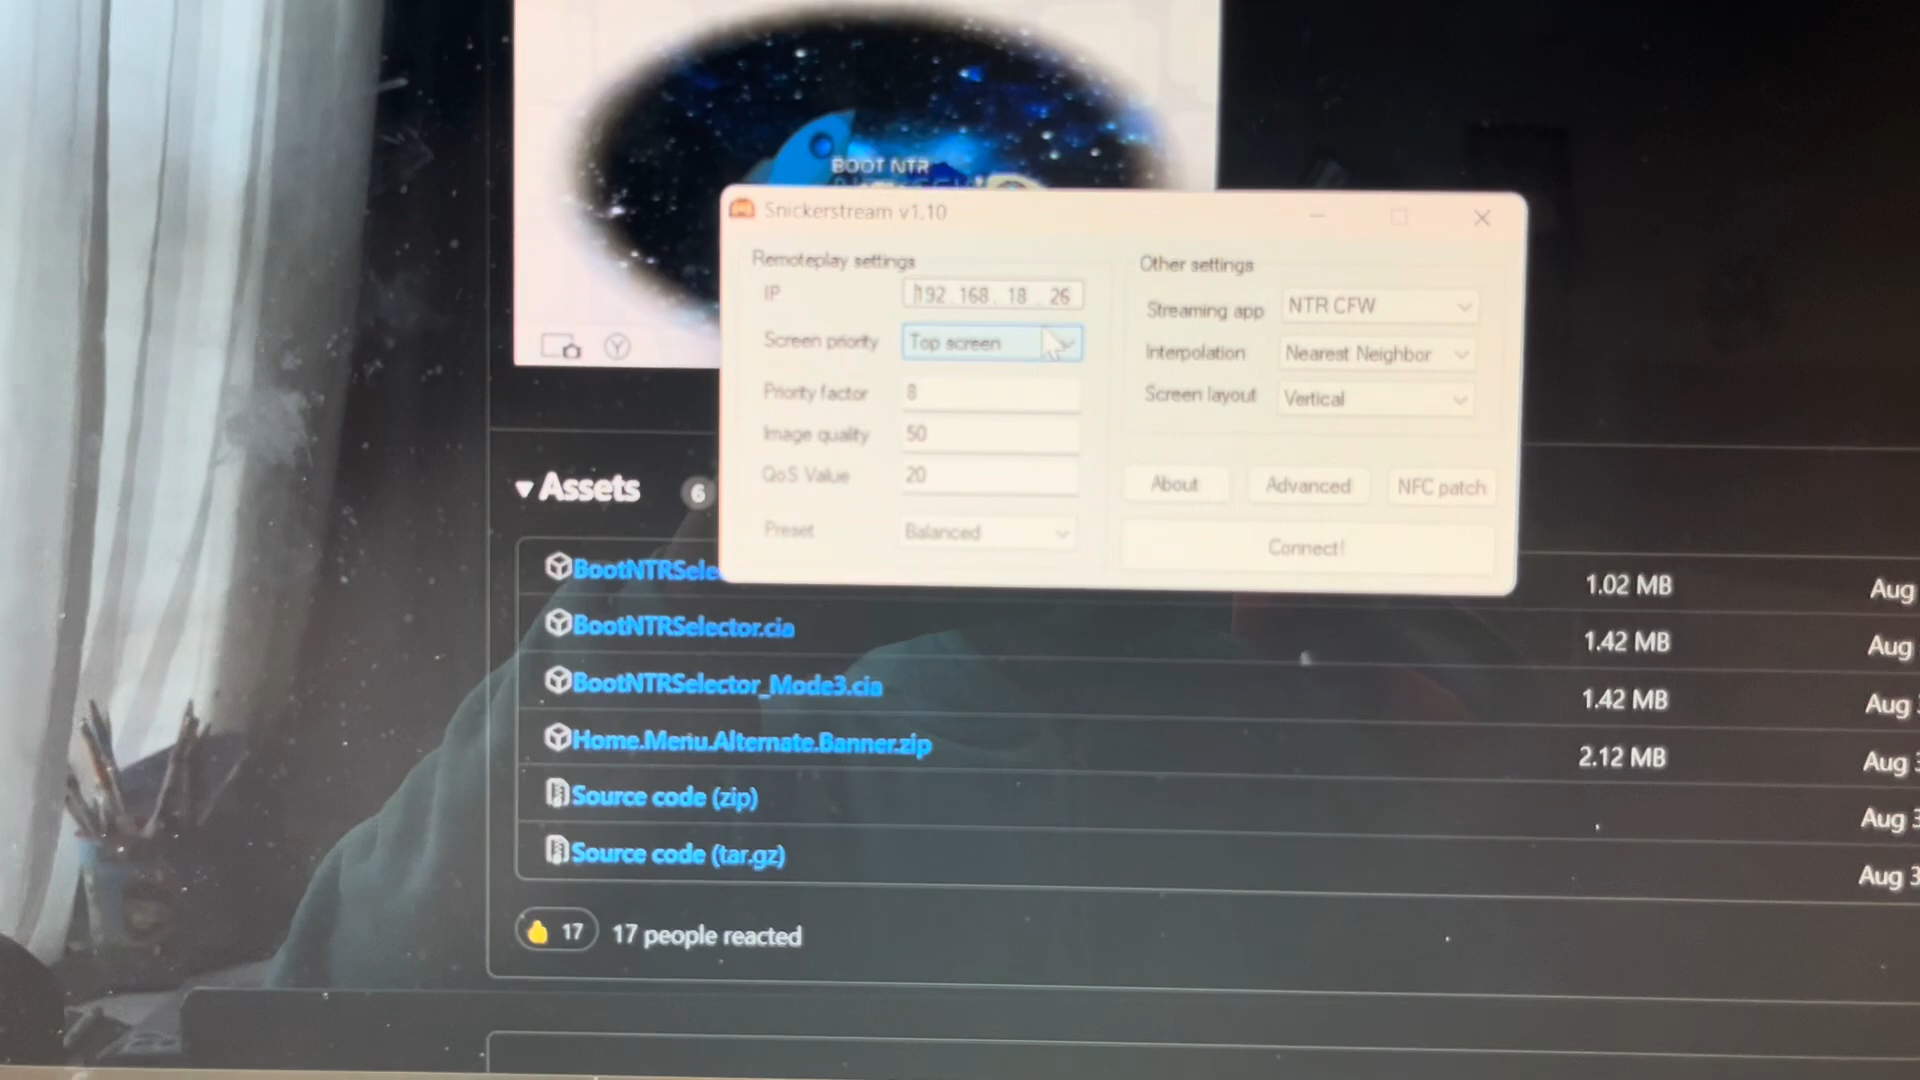 BOOT NTR
Snickerstream v1.10
Remoteplay settings
IP 192 . 168 . 18 . 26
Screen priority Top screen
Priority factor 8
Image quality 50
QoS Value 20
Preset Balanced
Other settings
Streaming app NTR CFW
Interpolation Nearest Neighbor
Screen layout Vertical
About Advanced NFC patch
Connect!
Y
Assets 6
BootNTRSele 1.02 MB Aug
BootNTRSelector.cia 1.42 MB Aug
BootNTRSelector_Mode3.cia 1.42 MB Aug
Home.Menu.Alternate.Banner.zip 2.12 MB Aug 3
Source code (zip) Aug 3
Source code (tar.gz) Aug 3
17 17 people reacted